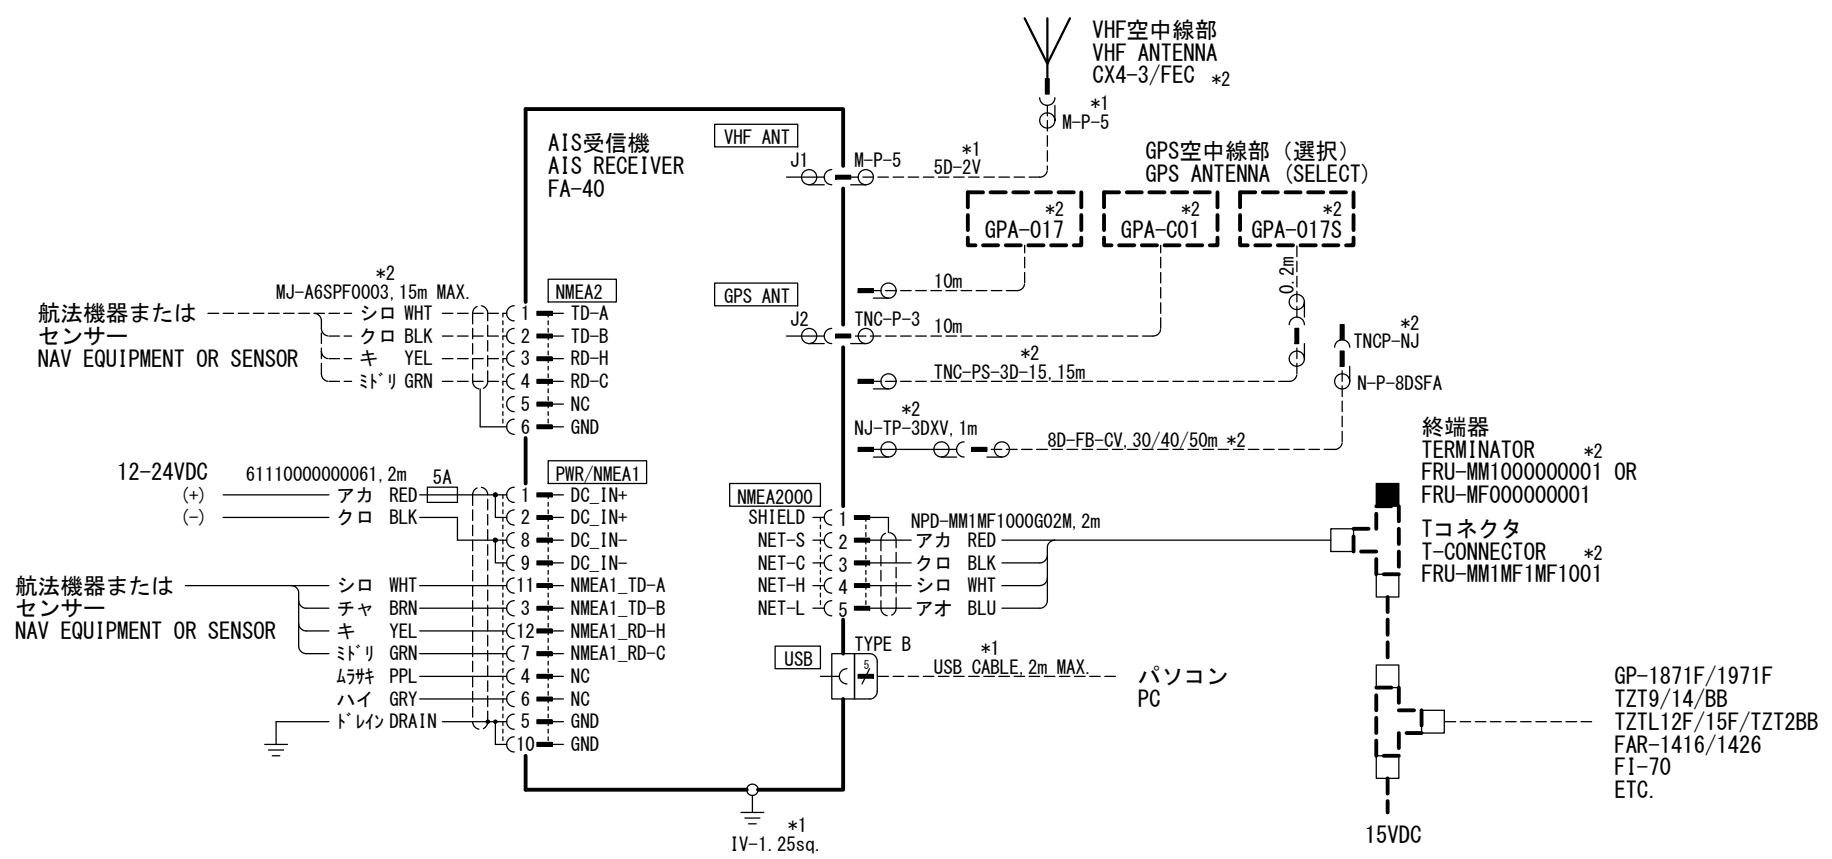 VHF空中線部
VHF ANTENNA
CX4-3/FEC *2
*1
M-P-5
AIS受信機
AIS RECEIVER
FA-40
VHF ANT
J1
M-P-5
*1
5D-2V
GPS空中線部 (選択)
GPS ANTENNA (SELECT)
*2
GPA-017
*2
GPA-C01
*2
GPA-017S
GPS ANT
J2
TNC-P-3
10m
10m
0.2m
*2
TNC-PS-3D-15,15m
*2
TNCP-NJ
N-P-8DSFA
*2
NJ-TP-3DXV,1m
8D-FB-CV,30/40/50m *2
*2
MJ-A6SPF0003,15m MAX.
航法機器または
センサー
NAV EQUIPMENT OR SENSOR
NMEA2
シロ WHT 1 TD-A
クロ BLK 2 TD-B
キ YEL 3 RD-H
ミドリ GRN 4 RD-C
5 NC
6 GND
12-24VDC
(+)
(-)
61110000000061,2m
5A
PWR/NMEA1
アカ RED 1 DC_IN+
クロ BLK 2 DC_IN+
8 DC_IN-
9 DC_IN-
航法機器または
センサー
NAV EQUIPMENT OR SENSOR
シロ WHT 11 NMEA1_TD-A
チャ BRN 3 NMEA1_TD-B
キ YEL 12 NMEA1_RD-H
ミドリ GRN 7 NMEA1_RD-C
ムラサキ PPL 4 NC
ハイ GRY 6 NC
ドレイン DRAIN 5 GND
10 GND
*1
IV-1.25sq.
NMEA2000
NPD-MM1MF1000G02M,2m
SHIELD 1
NET-S 2 アカ RED
NET-C 3 クロ BLK
NET-H 4 シロ WHT
NET-L 5 アオ BLU
USB
TYPE B
5
*1
USB CABLE,2m MAX.
パソコン
PC
終端器
TERMINATOR *2
FRU-MM1000000001 OR
FRU-MF000000001
Tコネクタ
T-CONNECTOR *2
FRU-MM1MF1MF1001
GP-1871F/1971F
TZT9/14/BB
TZTL12F/15F/TZT2BB
FAR-1416/1426
FI-70
ETC.
15VDC